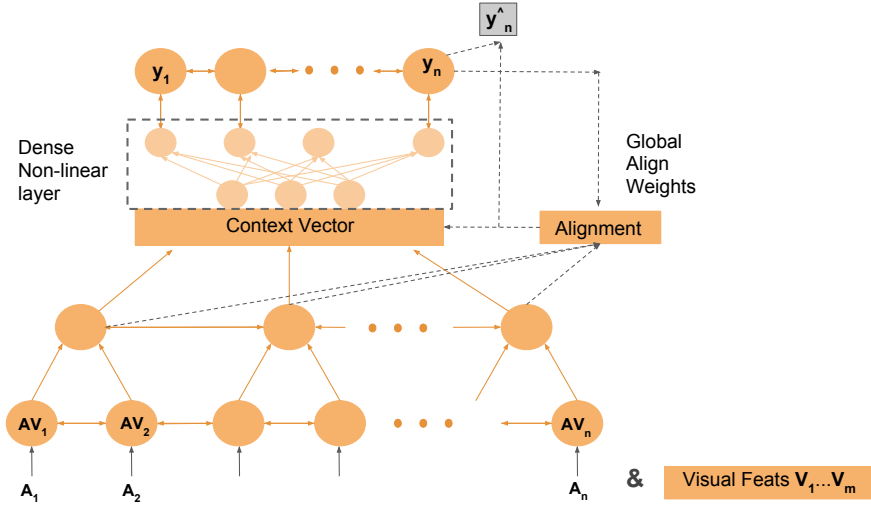 y^n
y1
yn
Dense
Non-linear
layer
Global
Align
Weights
Context Vector
Alignment
AV1
AV2
AVn
A1
A2
An
&
Visual Feats V1...Vm